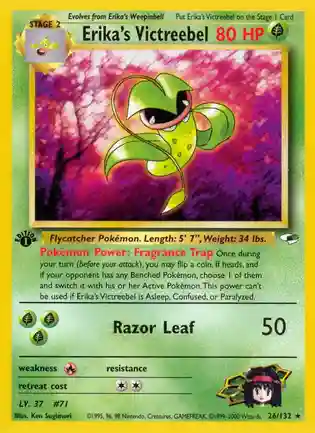 Evolves from Erika's Weepinbell Put Erika's Victreebel on the Stage 1 Card
STAGE 2
Erika's Victreebel 80 HP
EDITION
1
Flycatcher Pokémon. Length: 5' 7", Weight: 34 lbs.
Pokémon Power: Fragrance Trap Once during
your turn (before your attack), you may flip a coin. If heads, and
if your opponent has any Benched Pokémon, choose 1 of them
and switch it with his or her Active Pokémon. This power can't
be used if Erika's Victreebel is Asleep, Confused, or Paralyzed.
Razor Leaf 50
weakness resistance
retreat cost
LV. 37 #71
Illus. Ken Sugimori ©1995, 96, 98 Nintendo, Creatures, GAMEFREAK. ©1999-2000 Wizards. 26/132 ★